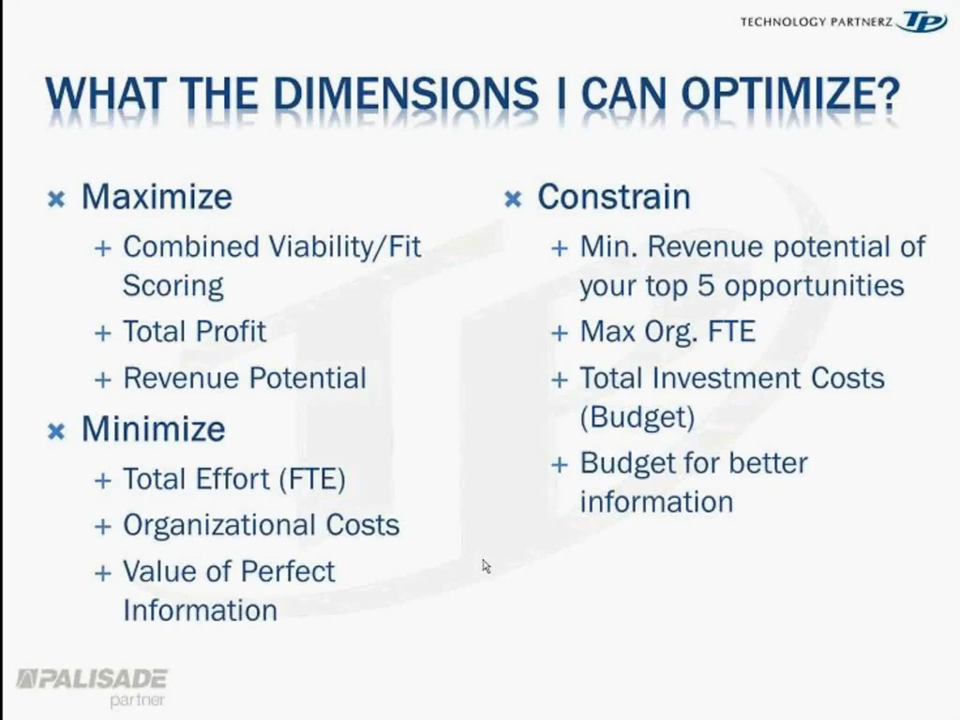 TECHNOLOGY PARTNERZ TP
WHAT THE DIMENSIONS I CAN OPTIMIZE?
Maximize
+ Combined Viability/Fit
Scoring
+ Total Profit
+ Revenue Potential
Minimize
+ Total Effort (FTE)
+ Organizational Costs
+ Value of Perfect
Information
Constrain
+ Min. Revenue potential of
your top 5 opportunities
+ Max Org. FTE
+ Total Investment Costs
(Budget)
+ Budget for better
information
PALISADE
partner